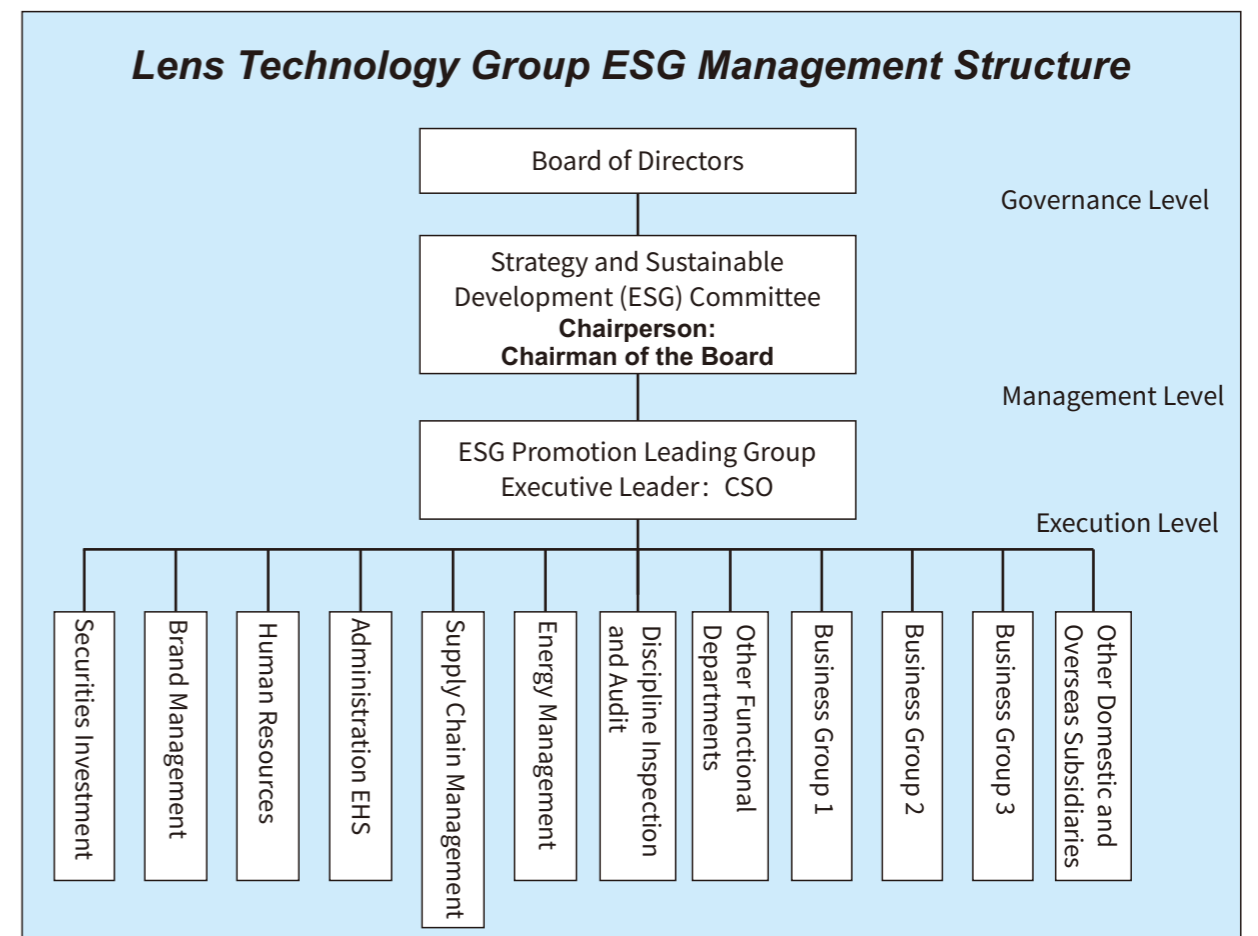 Lens Technology Group ESG Management Structure
Board of Directors
Governance Level
Strategy and Sustainable
Development (ESG) Committee
Chairperson:
Chairman of the Board
Management Level
ESG Promotion Leading Group
Executive Leader：CSO
Execution Level
Securities Investment
Brand Management
Human Resources
Administration EHS
Supply Chain Management
Energy Management
Discipline Inspection
and Audit
Other Functional
Departments
Business Group 1
Business Group 2
Business Group 3
Other Domestic and
Overseas Subsidiaries